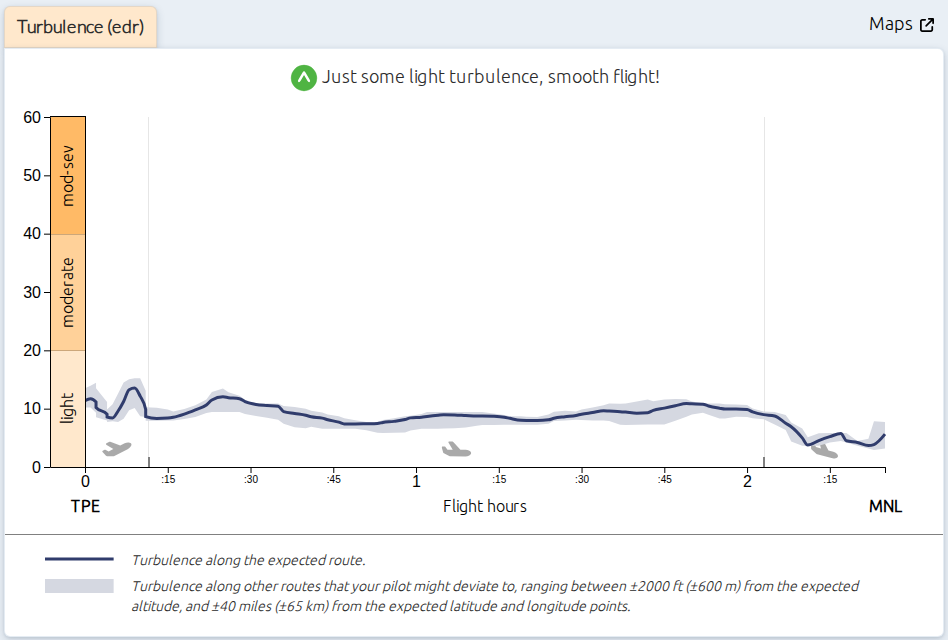 Turbulence (edr)
Maps
Just some light turbulence, smooth flight!
60
50
40
30
20
10
0
mod-sev
moderate
light
0 :15 :30 :45 1 :15 :30 :45 2 :15
TPE Flight hours MNL
Turbulence along the expected route.
Turbulence along other routes that your pilot might deviate to, ranging between ±2000 ft (±600 m) from the expected
altitude, and ±40 miles (±65 km) from the expected latitude and longitude points.